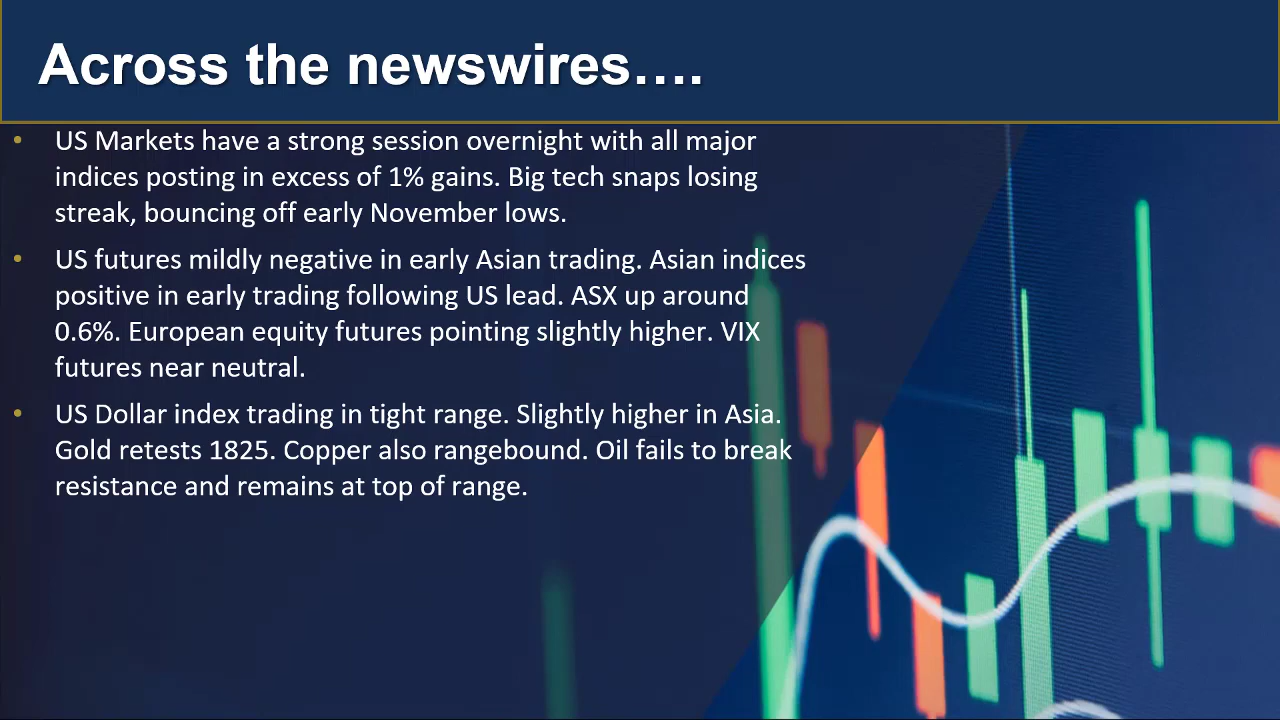 Across the newswires….
• US Markets have a strong session overnight with all major
indices posting in excess of 1% gains. Big tech snaps losing
streak, bouncing off early November lows.
• US futures mildly negative in early Asian trading. Asian indices
positive in early trading following US lead. ASX up around
0.6%. European equity futures pointing slightly higher. VIX
futures near neutral.
• US Dollar index trading in tight range. Slightly higher in Asia.
Gold retests 1825. Copper also rangebound. Oil fails to break
resistance and remains at top of range.